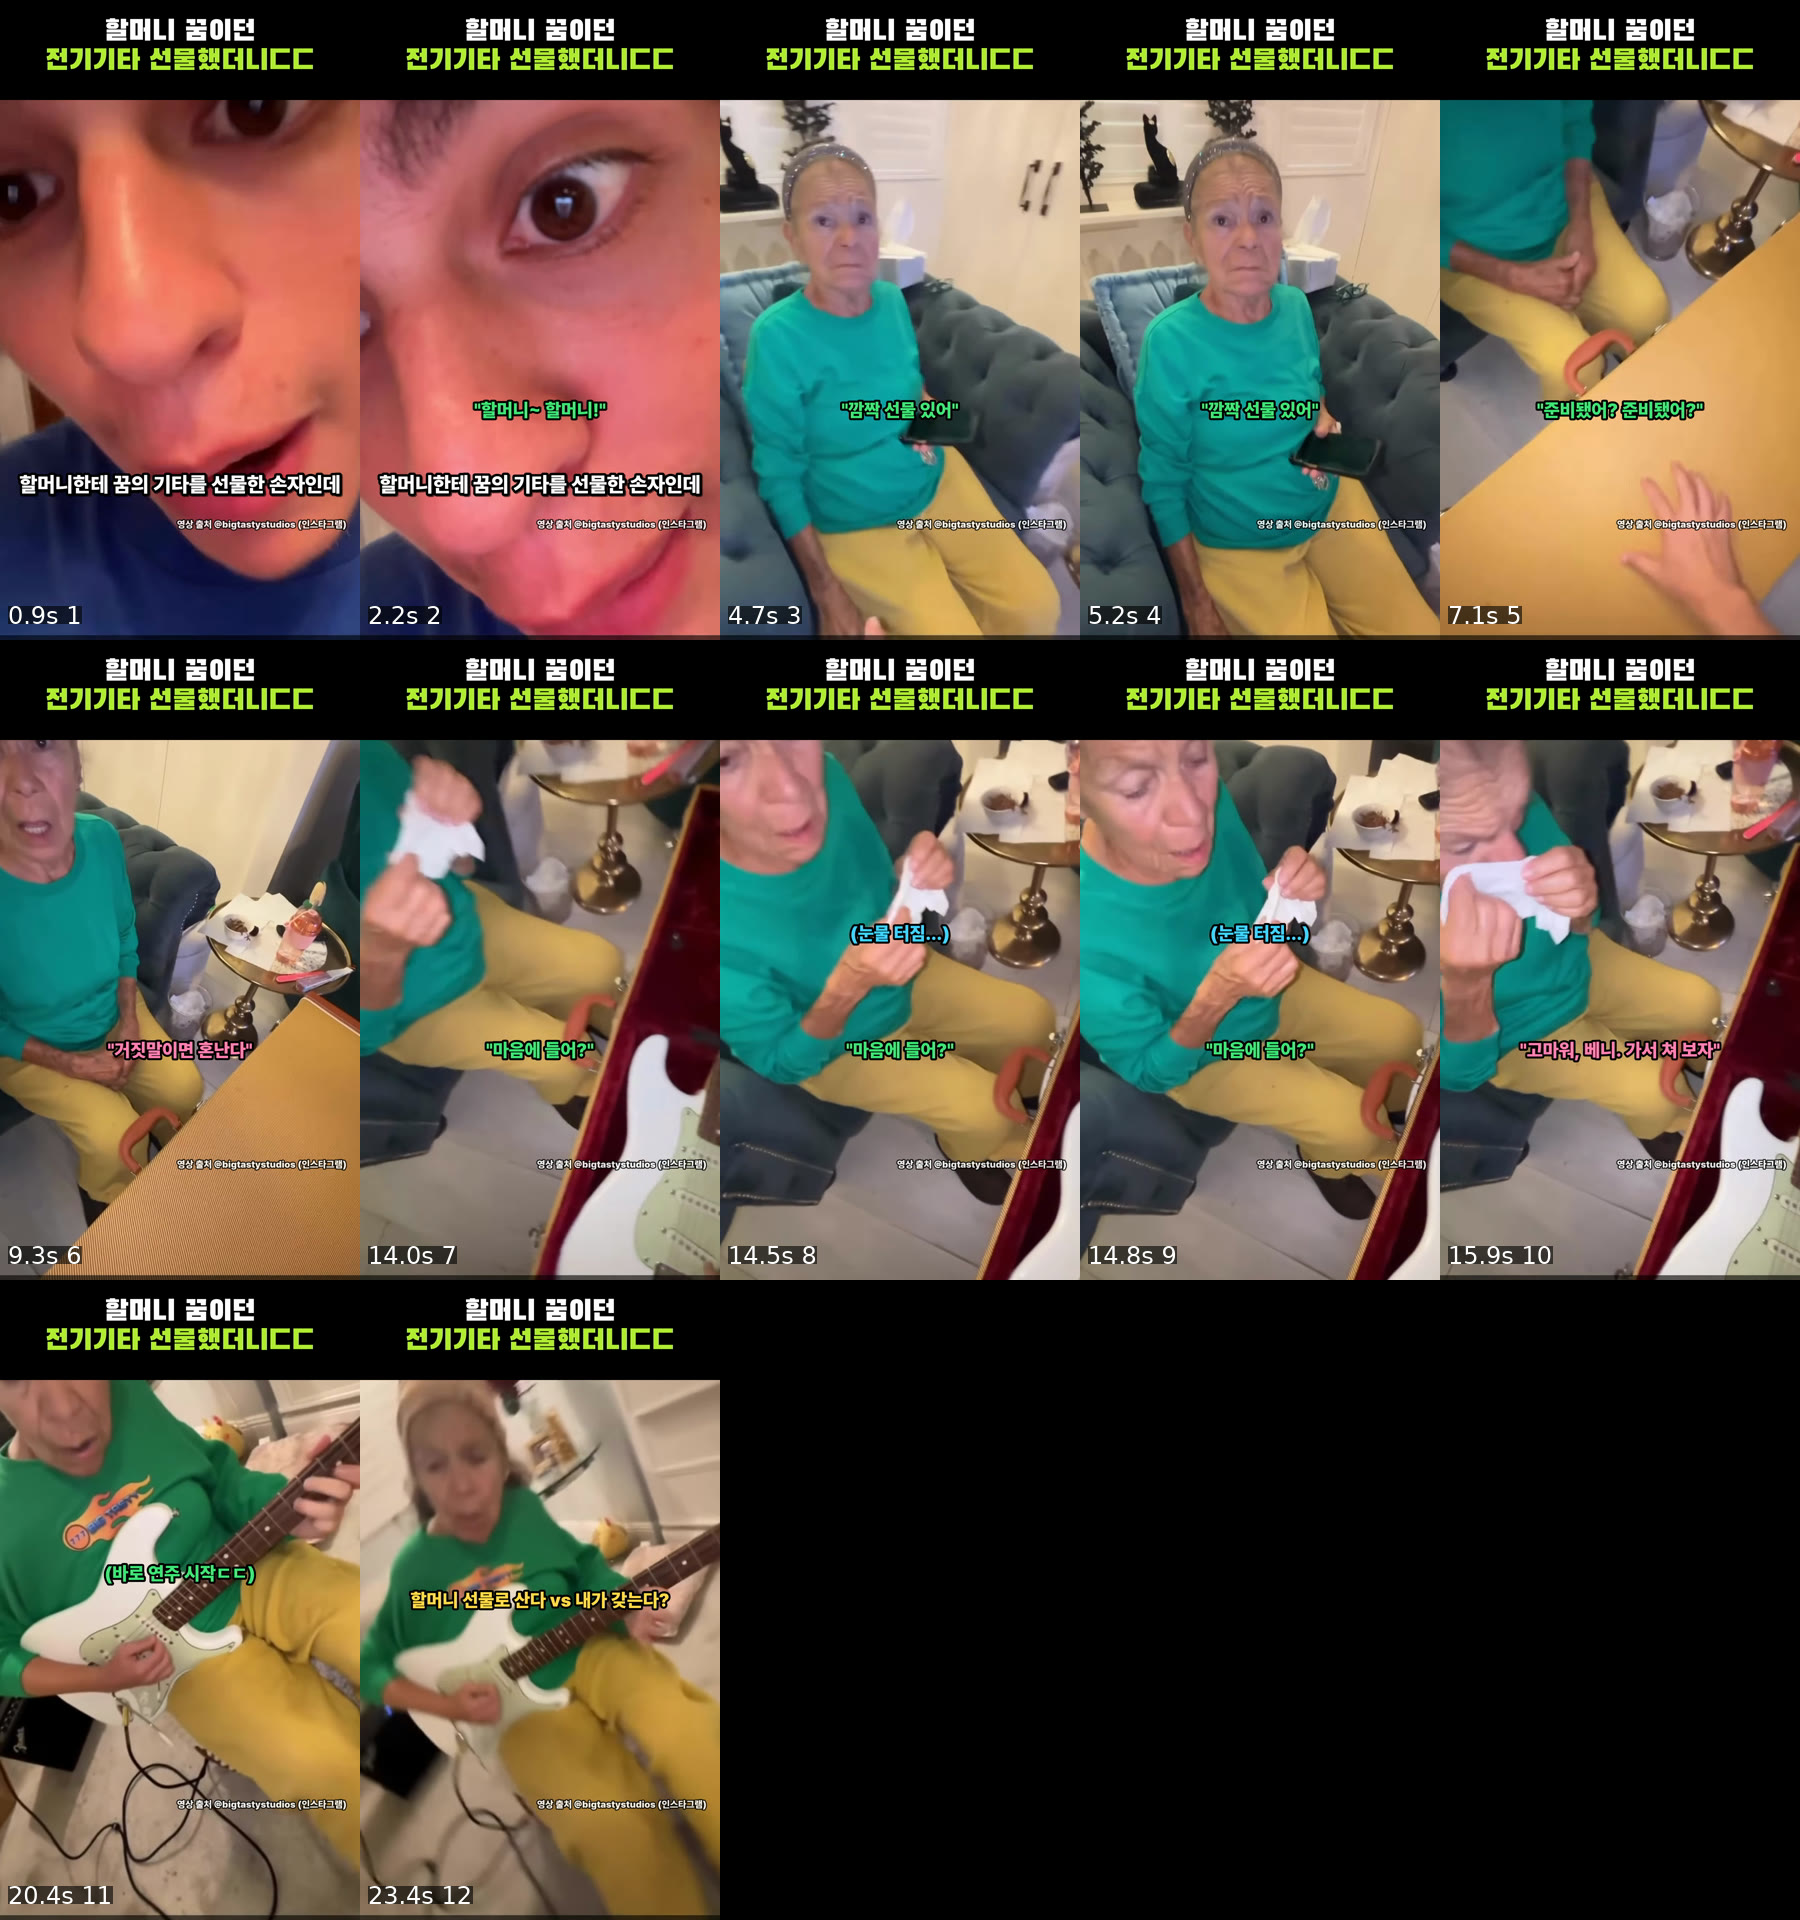 할머니 꿈이던
전기기타 선물했더니ㄷㄷ
할머니한테 꿈의 기타를 선물한 손자인데
영상 출처 @bigtastystudios (인스타그램)
0.9s 1
할머니 꿈이던
전기기타 선물했더니ㄷㄷ
"할머니~ 할머니!"
할머니한테 꿈의 기타를 선물한 손자인데
영상 출처 @bigtastystudios (인스타그램)
2.2s 2
할머니 꿈이던
전기기타 선물했더니ㄷㄷ
"깜짝 선물 있어"
영상 출처 @bigtastystudios (인스타그램)
4.7s 3
할머니 꿈이던
전기기타 선물했더니ㄷㄷ
"깜짝 선물 있어"
영상 출처 @bigtastystudios (인스타그램)
5.2s 4
할머니 꿈이던
전기기타 선물했더니ㄷㄷ
"준비됐어? 준비됐어?"
영상 출처 @bigtastystudios (인스타그램)
7.1s 5
할머니 꿈이던
전기기타 선물했더니ㄷㄷ
"거짓말이면 혼난다"
영상 출처 @bigtastystudios (인스타그램)
9.3s 6
할머니 꿈이던
전기기타 선물했더니ㄷㄷ
"마음에 들어?"
영상 출처 @bigtastystudios (인스타그램)
14.0s 7
할머니 꿈이던
전기기타 선물했더니ㄷㄷ
(눈물 터짐...)
"마음에 들어?"
영상 출처 @bigtastystudios (인스타그램)
14.5s 8
할머니 꿈이던
전기기타 선물했더니ㄷㄷ
(눈물 터짐...)
"마음에 들어?"
영상 출처 @bigtastystudios (인스타그램)
14.8s 9
할머니 꿈이던
전기기타 선물했더니ㄷㄷ
"고마워, 베니. 가서 쳐 보자"
영상 출처 @bigtastystudios (인스타그램)
15.9s 10
할머니 꿈이던
전기기타 선물했더니ㄷㄷ
777
(바로 연주 시작ㄷㄷ)
Fender
영상 출처 @bigtastystudios (인스타그램)
20.4s 11
할머니 꿈이던
전기기타 선물했더니ㄷㄷ
할머니 선물로 산다 vs 내가 갖는다?
영상 출처 @bigtastystudios (인스타그램)
23.4s 12